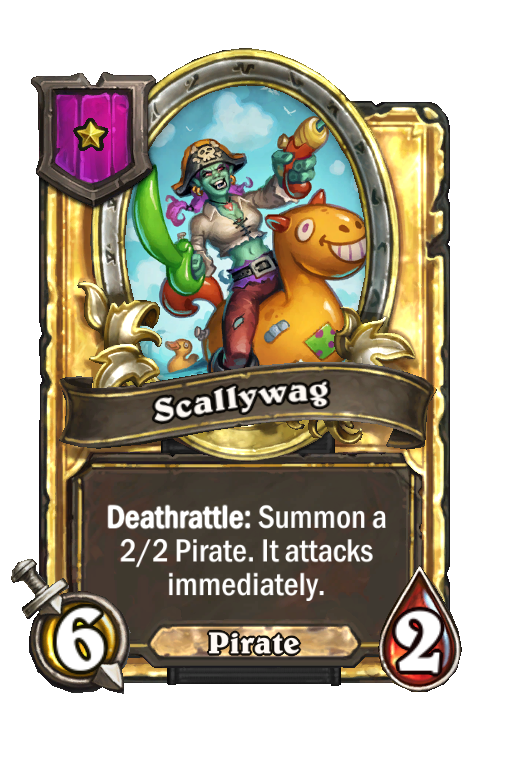 Scallywag
Deathrattle: Summon a
2/2 Pirate. It attacks
immediately.
6
Pirate
2